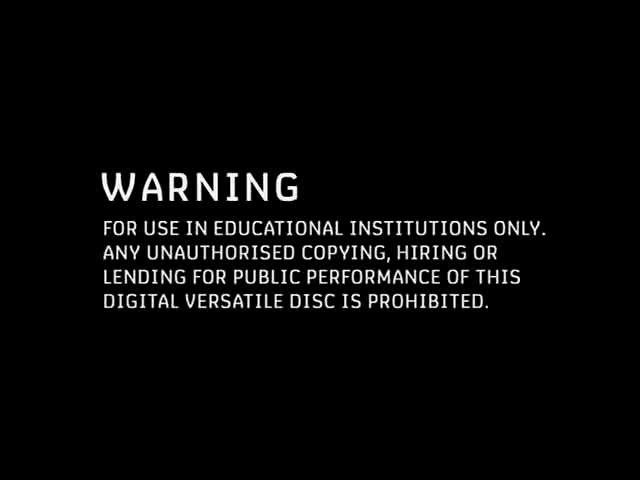 WARNING
FOR USE IN EDUCATIONAL INSTITUTIONS ONLY.
ANY UNAUTHORISED COPYING, HIRING OR
LENDING FOR PUBLIC PERFORMANCE OF THIS
DIGITAL VERSATILE DISC IS PROHIBITED.